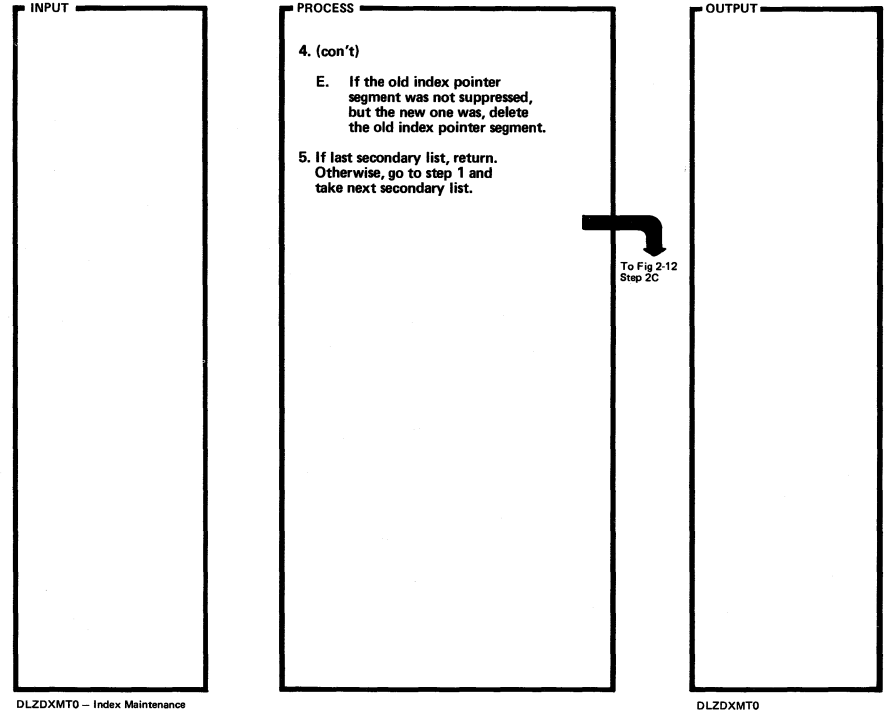 INPUT
PROCESS
OUTPUT
4. (con't)
E. If the old index pointer
segment was not suppressed,
but the new one was, delete
the old index pointer segment.
5. If last secondary list, return.
Otherwise, go to step 1 and
take next secondary list.
To Fig 2-12
Step 2C
DLZDXMT0 – Index Maintenance
DLZDXMT0